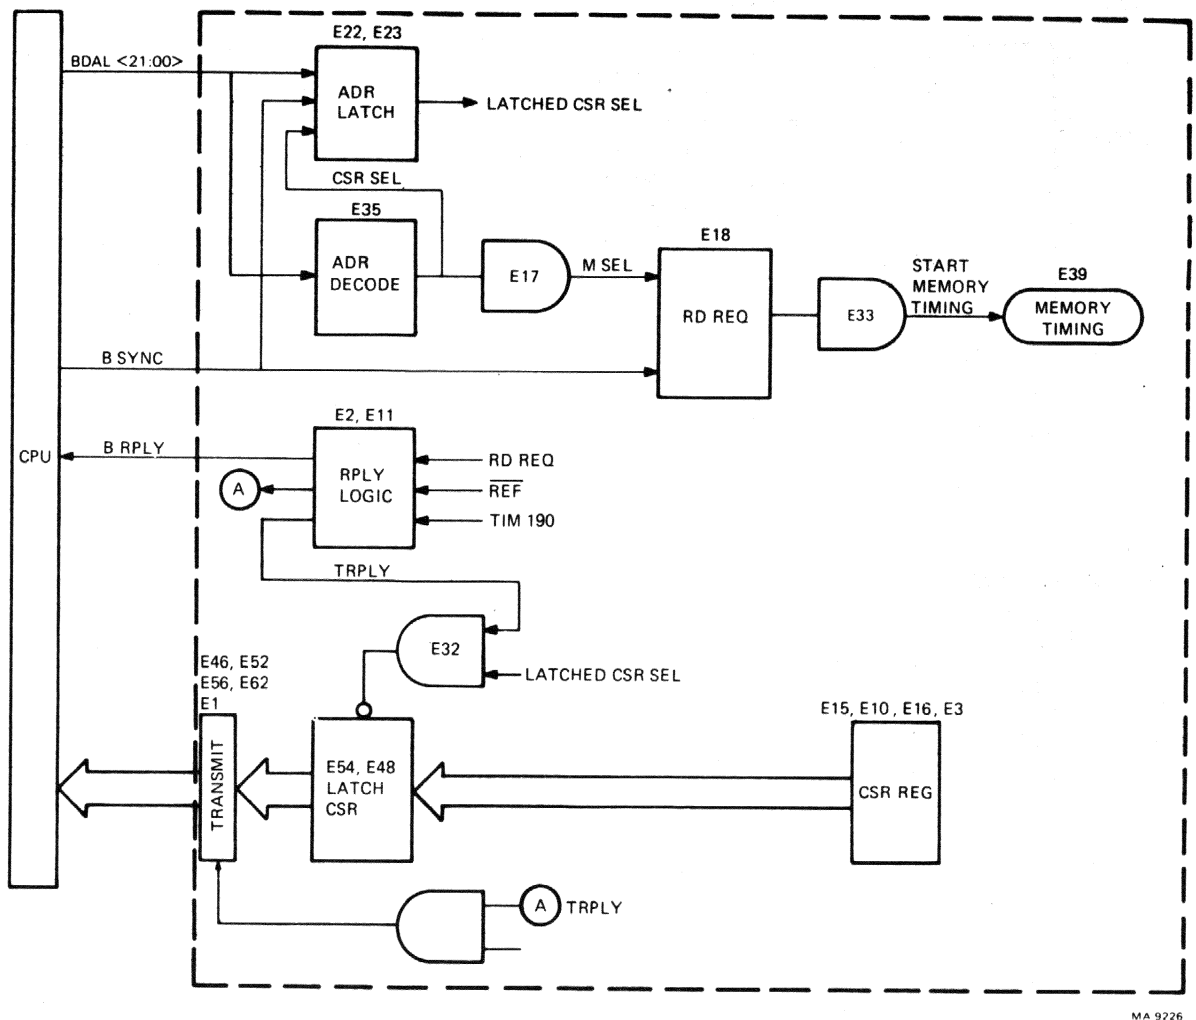 E22, E23
BDAL <21:00>
ADR
LATCH
LATCHED CSR SEL
CSR SEL
E35
ADR
DECODE
E17
M SEL
E18
RD REQ
E33
START
MEMORY
TIMING
E39
MEMORY
TIMING
B SYNC
E2, E11
CPU
B RPLY
RPLY
LOGIC
A
RD REQ
REF
TIM 190
TRPLY
E32
LATCHED CSR SEL
E46, E52
E56, E62
E1
TRANSMIT
E54, E48
LATCH
CSR
E15, E10, E16, E3
CSR REG
A
TRPLY
MA 9226